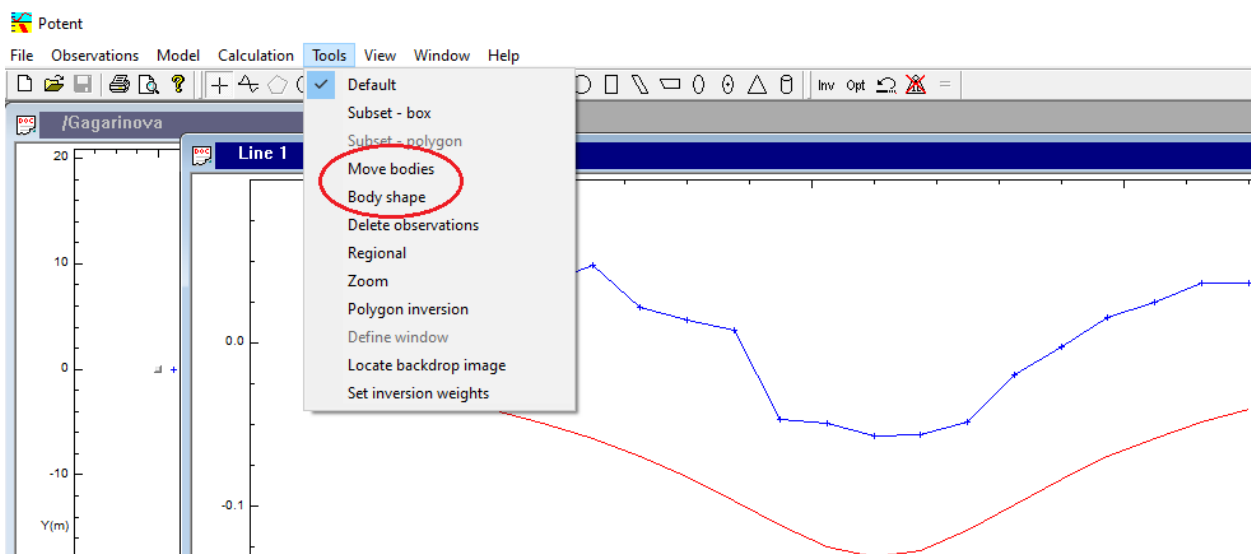 Potent
File Observations Model Calculation Tools View Window Help
Inv Opt
Default
Subset - box
Subset - polygon
Move bodies
Body shape
Delete observations
Regional
Zoom
Polygon inversion
Define window
Locate backdrop image
Set inversion weights
/Gagarinova
Line 1
20
10
0
-10
Y(m)
0.0
-0.1